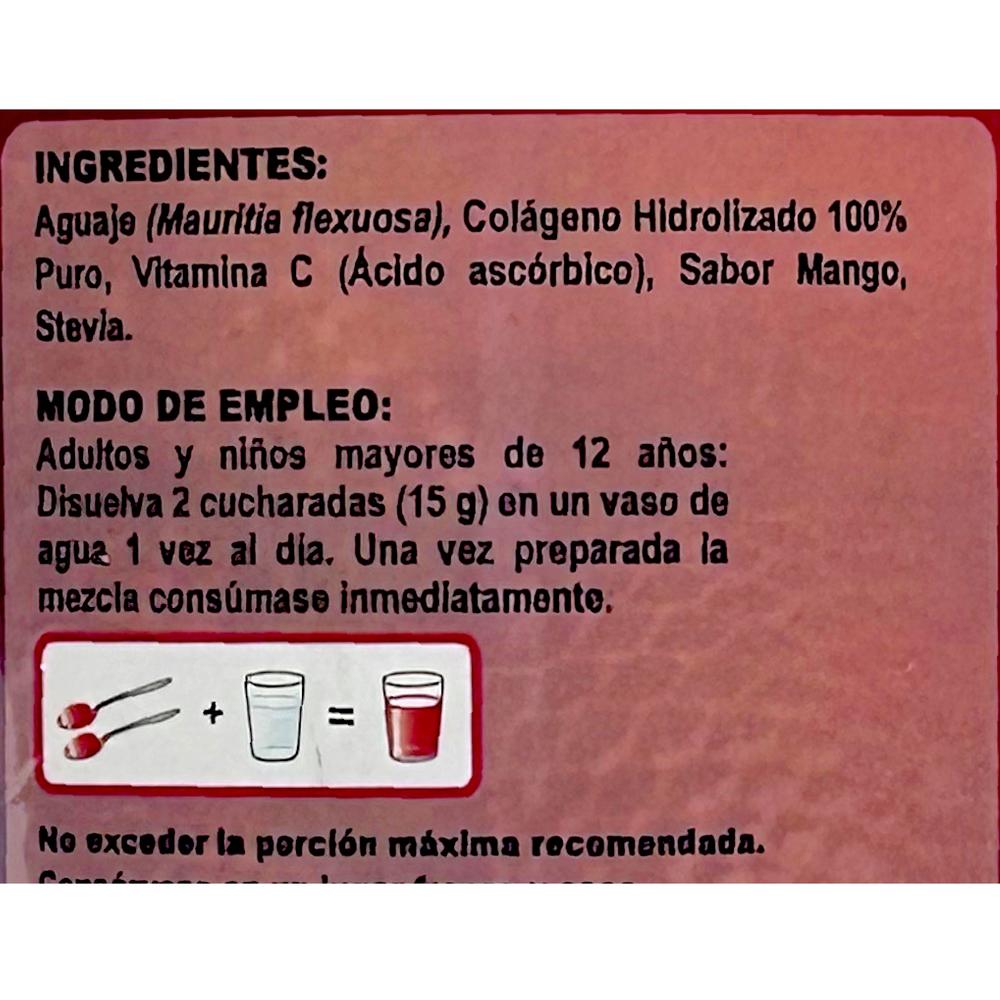 INGREDIENTES:
Aguaje (Mauritia flexuosa), Colágeno Hidrolizado 100%
Puro, Vitamina C (Ácido ascórbico), Sabor Mango,
Stevia.
MODO DE EMPLEO:
Adultos y niños mayores de 12 años:
Disuelva 2 cucharadas (15 g) en un vaso de
agua 1 vez al día. Una vez preparada la
mezcla consúmase inmediatamente.
+ =
No exceder la porción máxima recomendada.